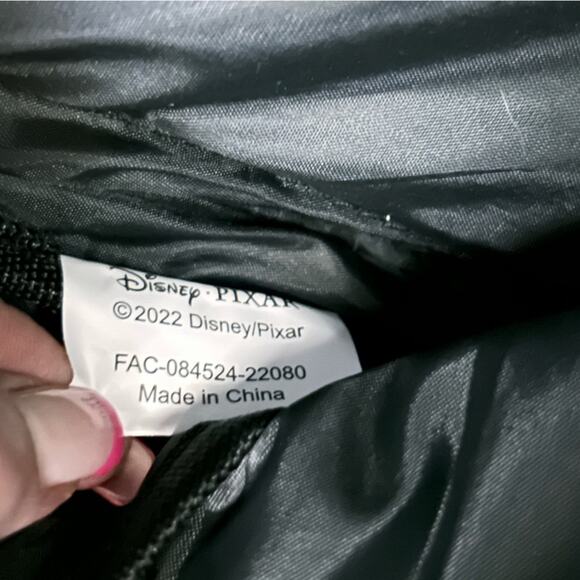 Disney · PIXAR
©2022 Disney/Pixar
FAC-084524-22080
Made in China